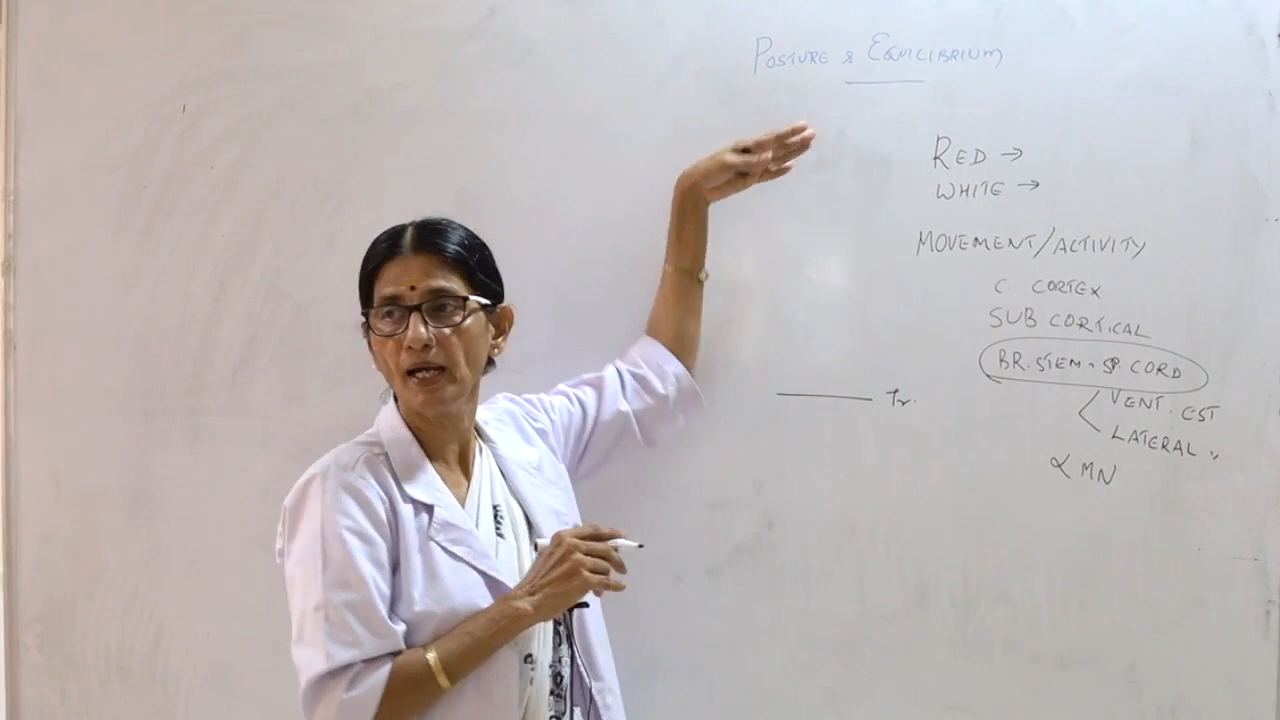 POSTURE & EQUILIBRIUM
RED →
WHITE →
MOVEMENT/ACTIVITY
C. CORTEX
SUB CORTICAL
BR. STEM - SP. CORD
VENT. CST
LATERAL "
Tr.
α MN